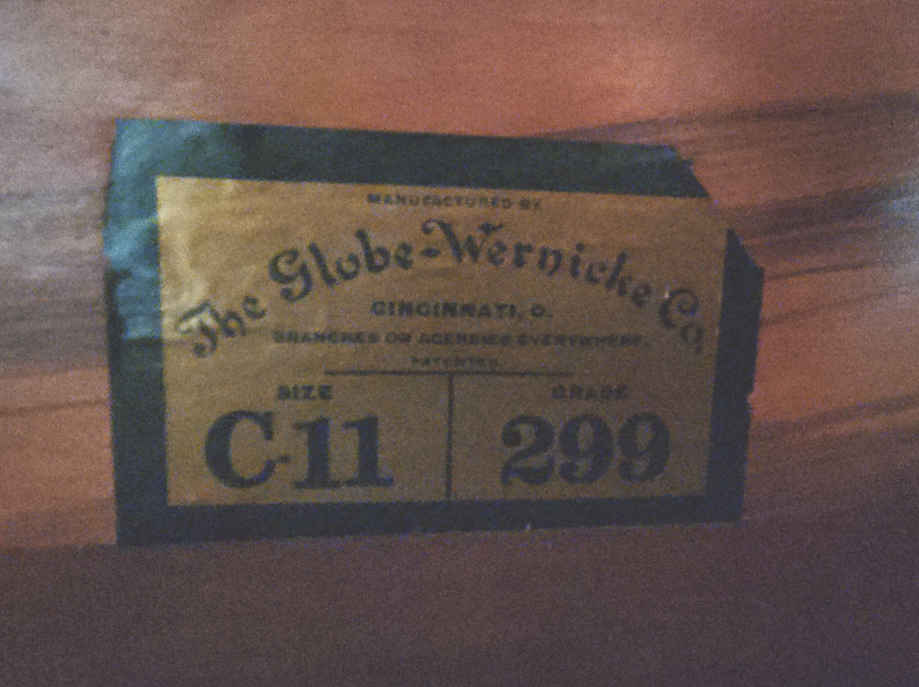 MANUFACTURED BY
The Globe-Wernicke Co.
CINCINNATI, O.
BRANCHES OR AGENCIES EVERYWHERE.
PATENTED.
SIZE GRADE
C-11 299